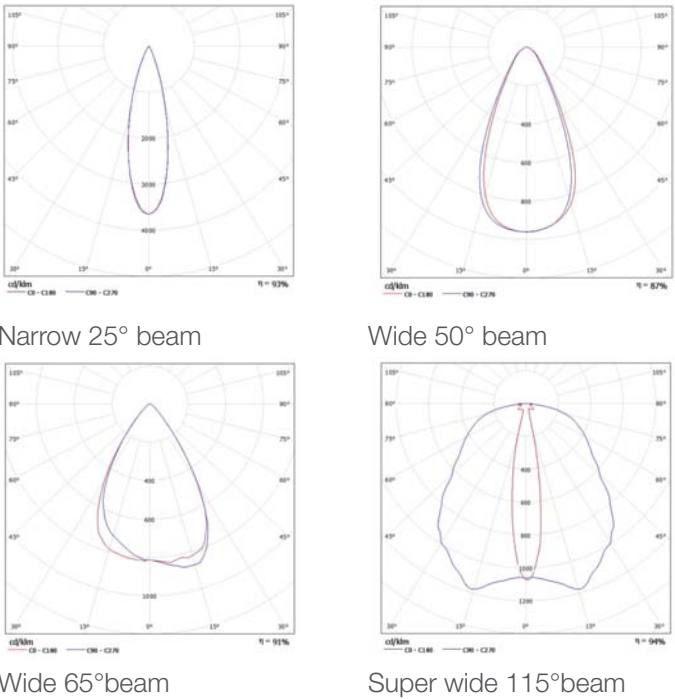 105° 105°
90° 90°
75° 75°
60° 60°
45° 45°
2000
3000
4000
30° 15° 0° 15° 30°
cd/klm η = 93%
C0 - C180 C90 - C270
Narrow 25° beam
105° 105°
90° 90°
75° 75°
60° 60°
45° 45°
400
600
800
30° 15° 0° 15° 30°
cd/klm η = 87%
C0 - C180 C90 - C270
Wide 50° beam
105° 105°
90° 90°
75° 75°
60° 60°
45° 45°
400
600
1000
30° 15° 0° 15° 30°
cd/klm η = 91%
C0 - C180 C90 - C270
Wide 65°beam
105° 105°
90° 90°
75° 75°
60° 60°
45° 45°
400
600
800
1000
1200
30° 15° 0° 15° 30°
cd/klm η = 94%
C0 - C180 C90 - C270
Super wide 115°beam